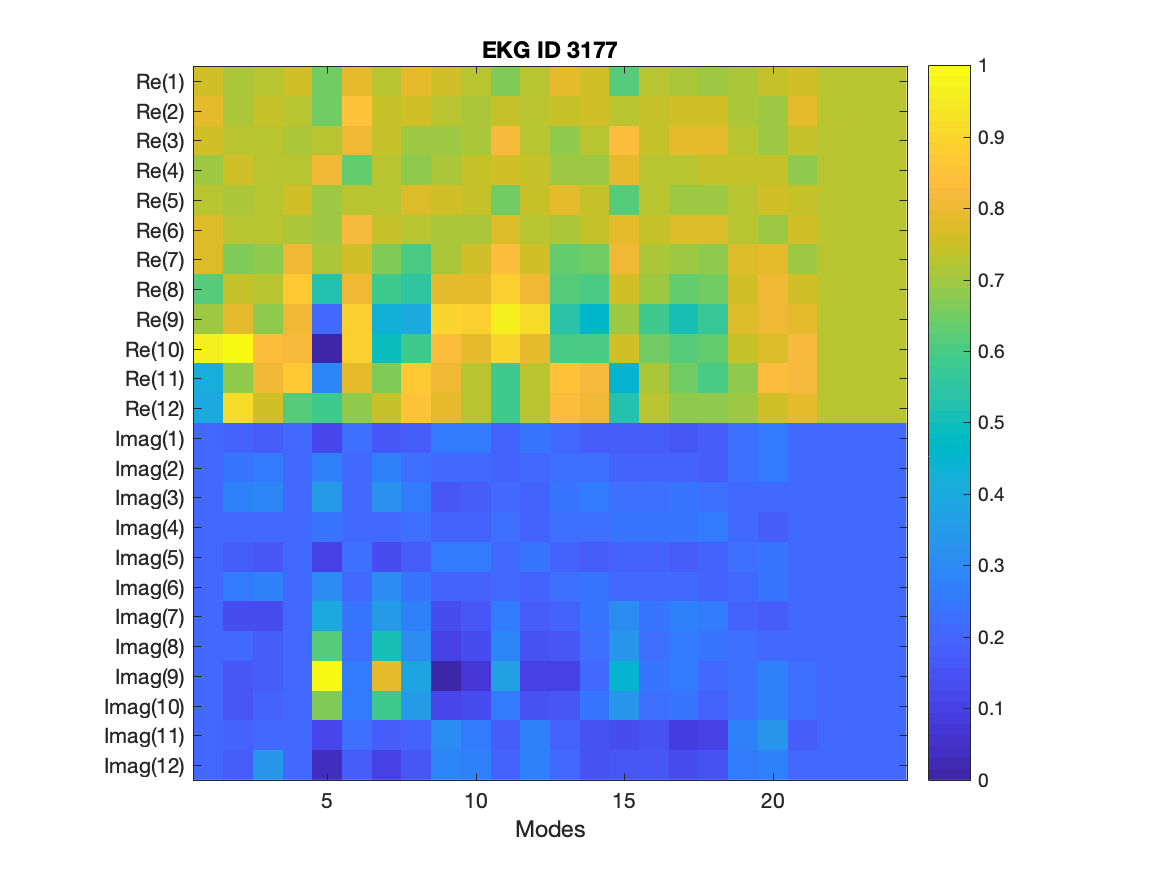 EKG ID 3177
Re(1)
Re(2)
Re(3)
Re(4)
Re(5)
Re(6)
Re(7)
Re(8)
Re(9)
Re(10)
Re(11)
Re(12)
Imag(1)
Imag(2)
Imag(3)
Imag(4)
Imag(5)
Imag(6)
Imag(7)
Imag(8)
Imag(9)
Imag(10)
Imag(11)
Imag(12)
5 10 15 20
Modes
1
0.9
0.8
0.7
0.6
0.5
0.4
0.3
0.2
0.1
0